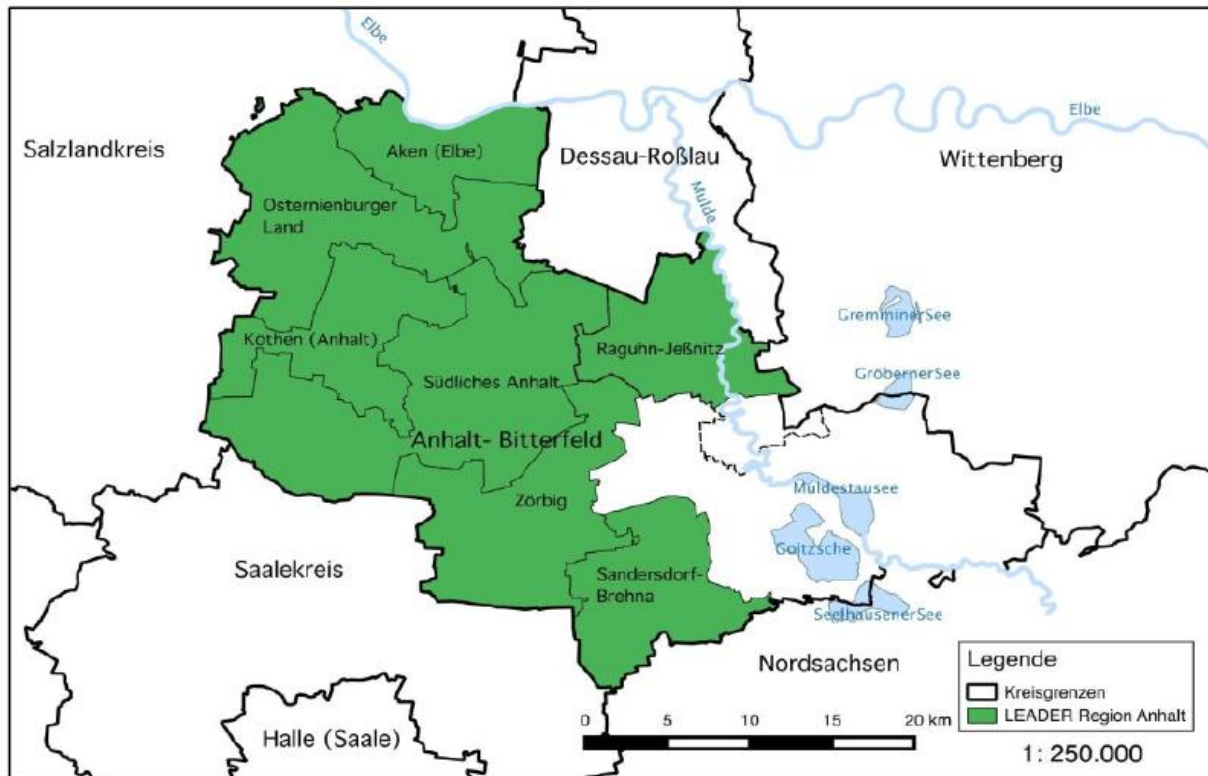 Elbe
Elbe
Salzlandkreis
Aken (Elbe)
Dessau-Roßlau
Wittenberg
Mulde
Osternienburger
Land
GremminerSee
Köthen (Anhalt)
Raguhn-Jeßnitz
GröbernerSee
Südliches Anhalt
Anhalt- Bitterfeld
Muldestausee
Zörbig
Goitzsche
Saalekreis
Sandersdorf-
Brehna
SeelhausenerSee
Nordsachsen
Legende
Kreisgrenzen
LEADER Region Anhalt
0 5 10 15 20 km
Halle (Saale)
1: 250.000